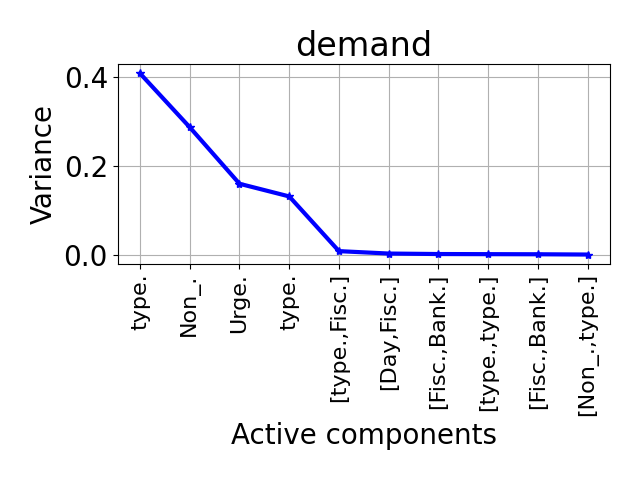 demand
Variance
0.4
0.2
0.0
type.
Non_.
Urge.
type.
[type.,Fisc.]
[Day,Fisc.]
[Fisc.,Bank.]
[type.,type.]
[Fisc.,Bank.]
[Non_.,type.]
Active components